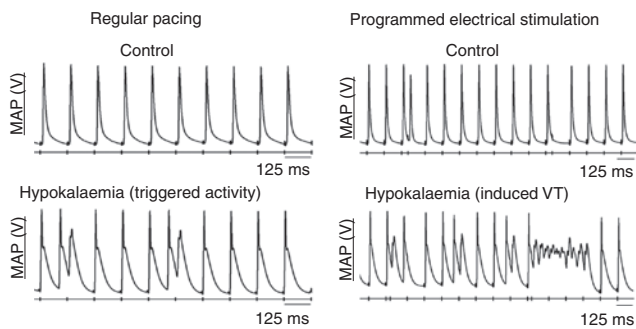 Regular pacing
Programmed electrical stimulation
Control
Control
MAP (V)
MAP (V)
125 ms
125 ms
Hypokalaemia (triggered activity)
Hypokalaemia (induced VT)
MAP (V)
MAP (V)
125 ms
125 ms